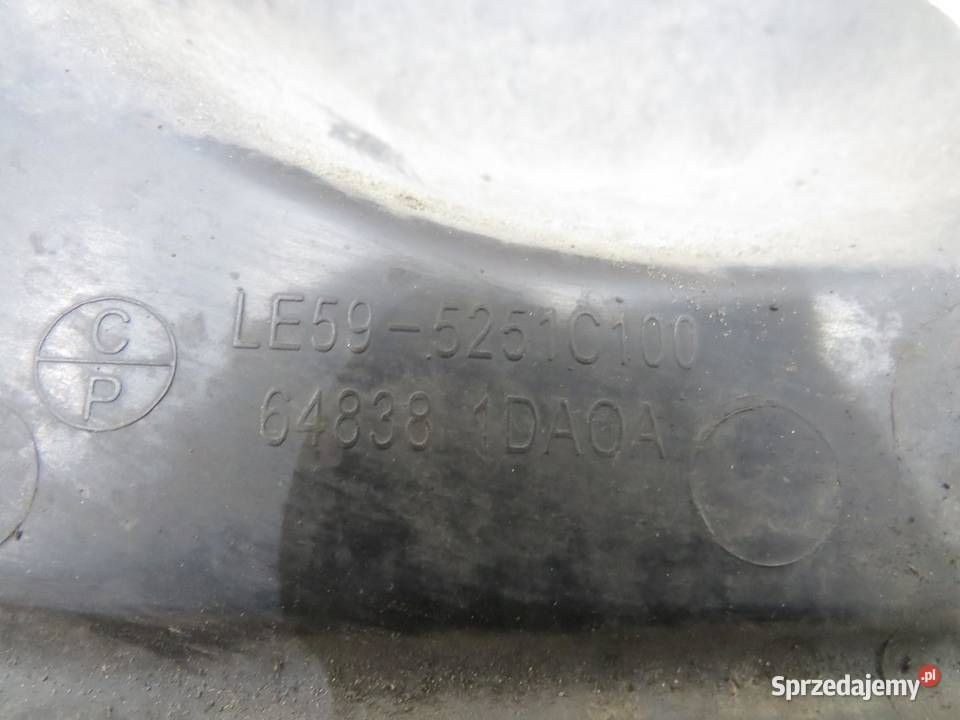 C
P
LE59-5251C100
64838 1DA0A
Sprzedajemy.pl